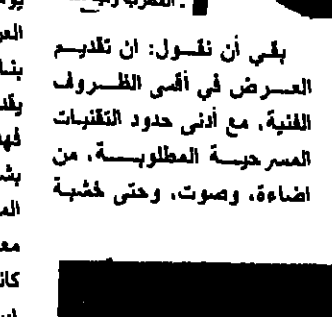 بقي أن نقول: ان تقديم
العرض في أقسى الظروف
الفنية، مع أدنى حدود التقنيات
المسرحية المطلوبة، من
اضاءة، وصوت، وحتى خشبة